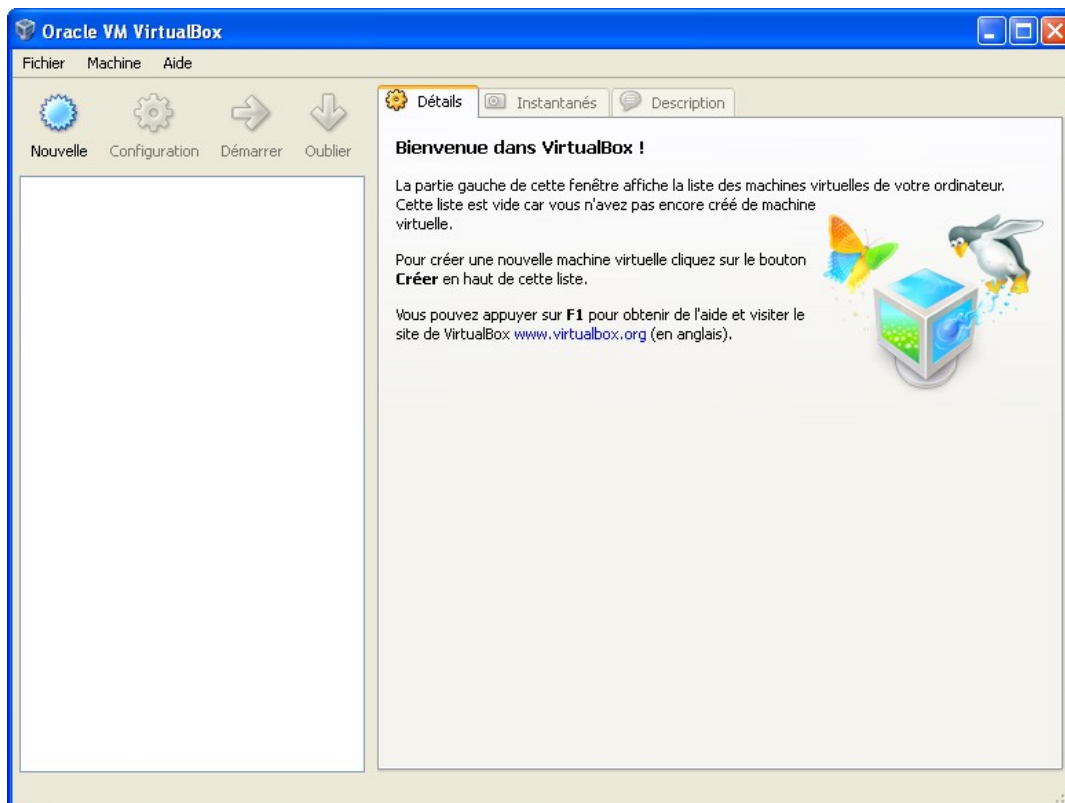 Oracle VM VirtualBox
Fichier Machine Aide
Nouvelle Configuration Démarrer Oublier
Détails Instantanés Description
Bienvenue dans VirtualBox !
La partie gauche de cette fenêtre affiche la liste des machines virtuelles de votre ordinateur.
Cette liste est vide car vous n'avez pas encore créé de machine
virtuelle.
Pour créer une nouvelle machine virtuelle cliquez sur le bouton
Créer en haut de cette liste.
Vous pouvez appuyer sur F1 pour obtenir de l'aide et visiter le
site de VirtualBox www.virtualbox.org (en anglais).